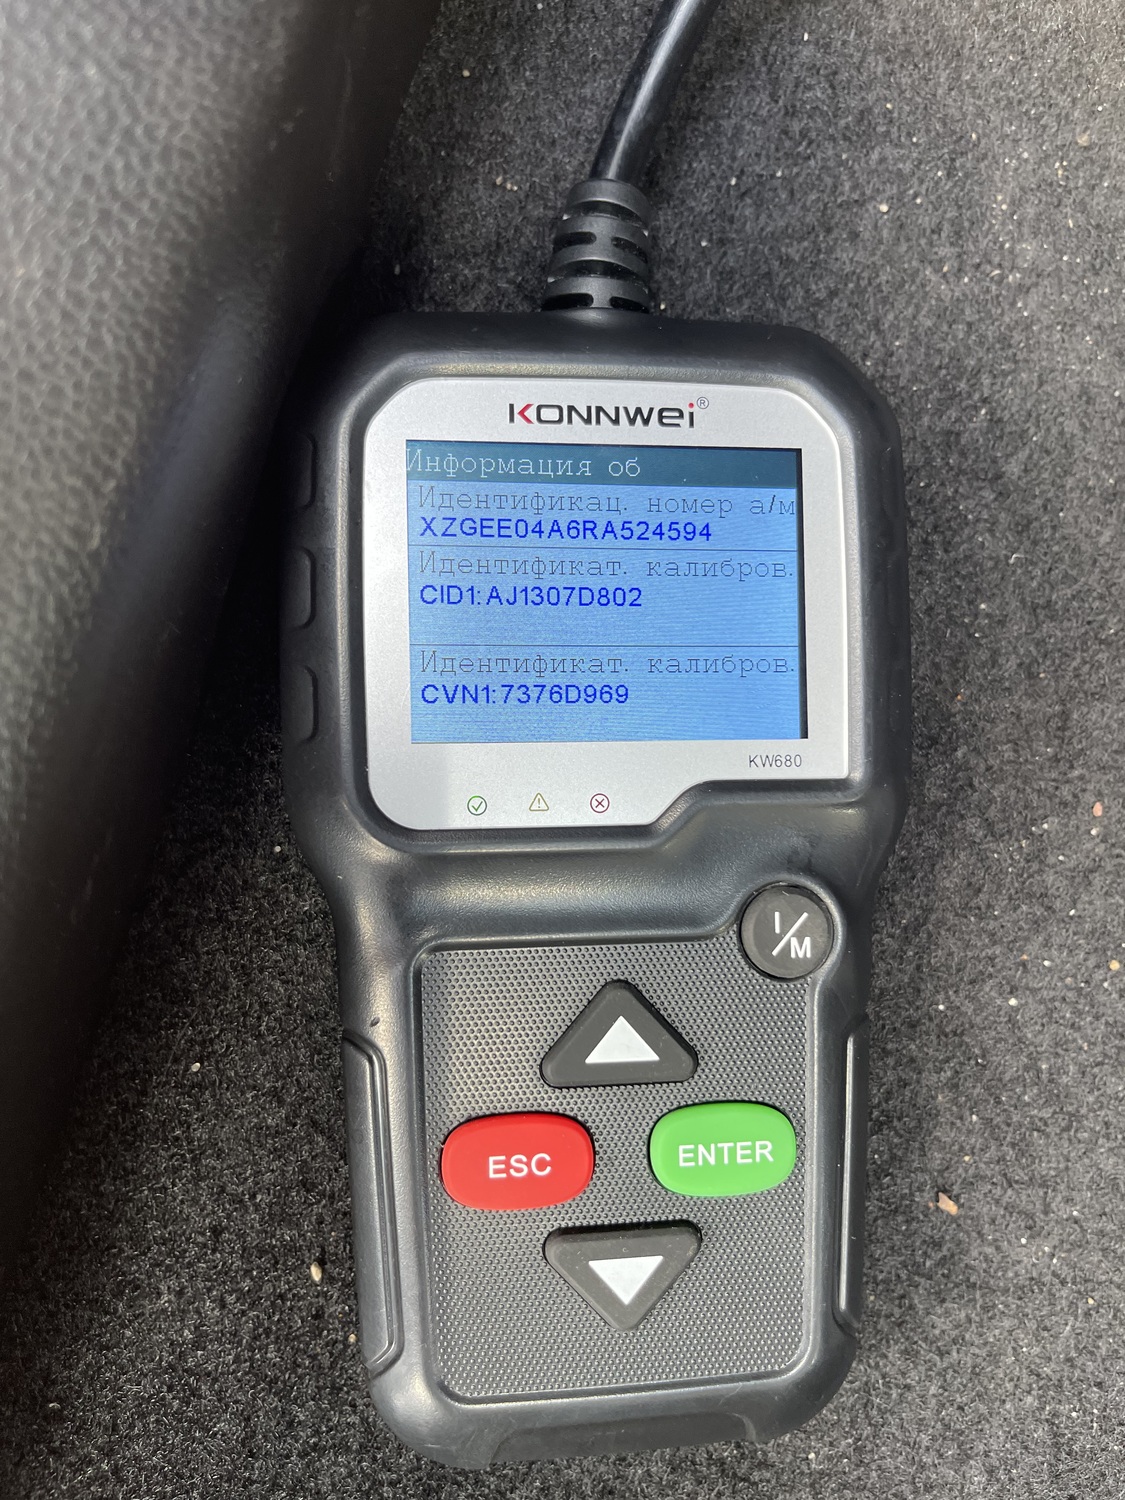 KONNWEI®
Информация об
Идентификац. номер а/м
XZGEE04A6RA524594
Идентификат. калибров.
CID1:AJ1307D802
Идентификат. калибров.
CVN1:7376D969
KW680
I/M
ESC
ENTER